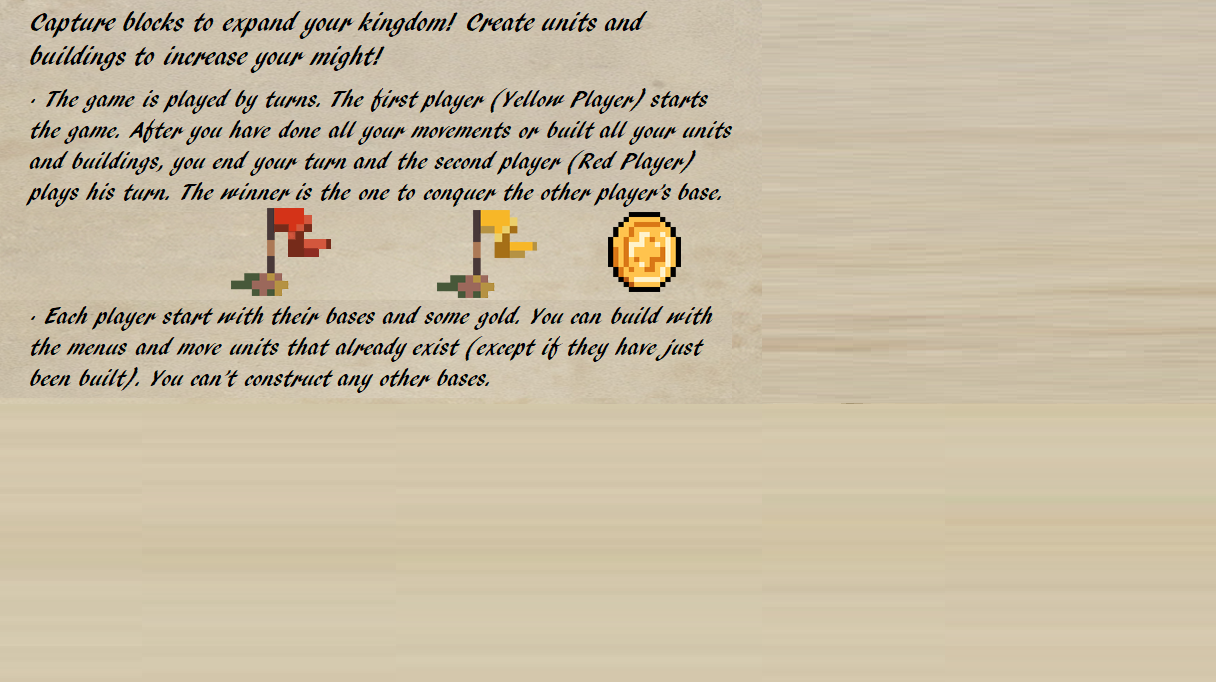 Capture blocks to expand your kingdom! Create units and
buildings to increase your might!
· The game is played by turns. The first player (Yellow Player) starts
the game. After you have done all your movements or built all your units
and buildings, you end your turn and the second player (Red Player)
plays his turn. The winner is the one to conquer the other player's base.
· Each player start with their bases and some gold. You can build with
the menus and move units that already exist (except if they have just
been built). You can't construct any other bases.